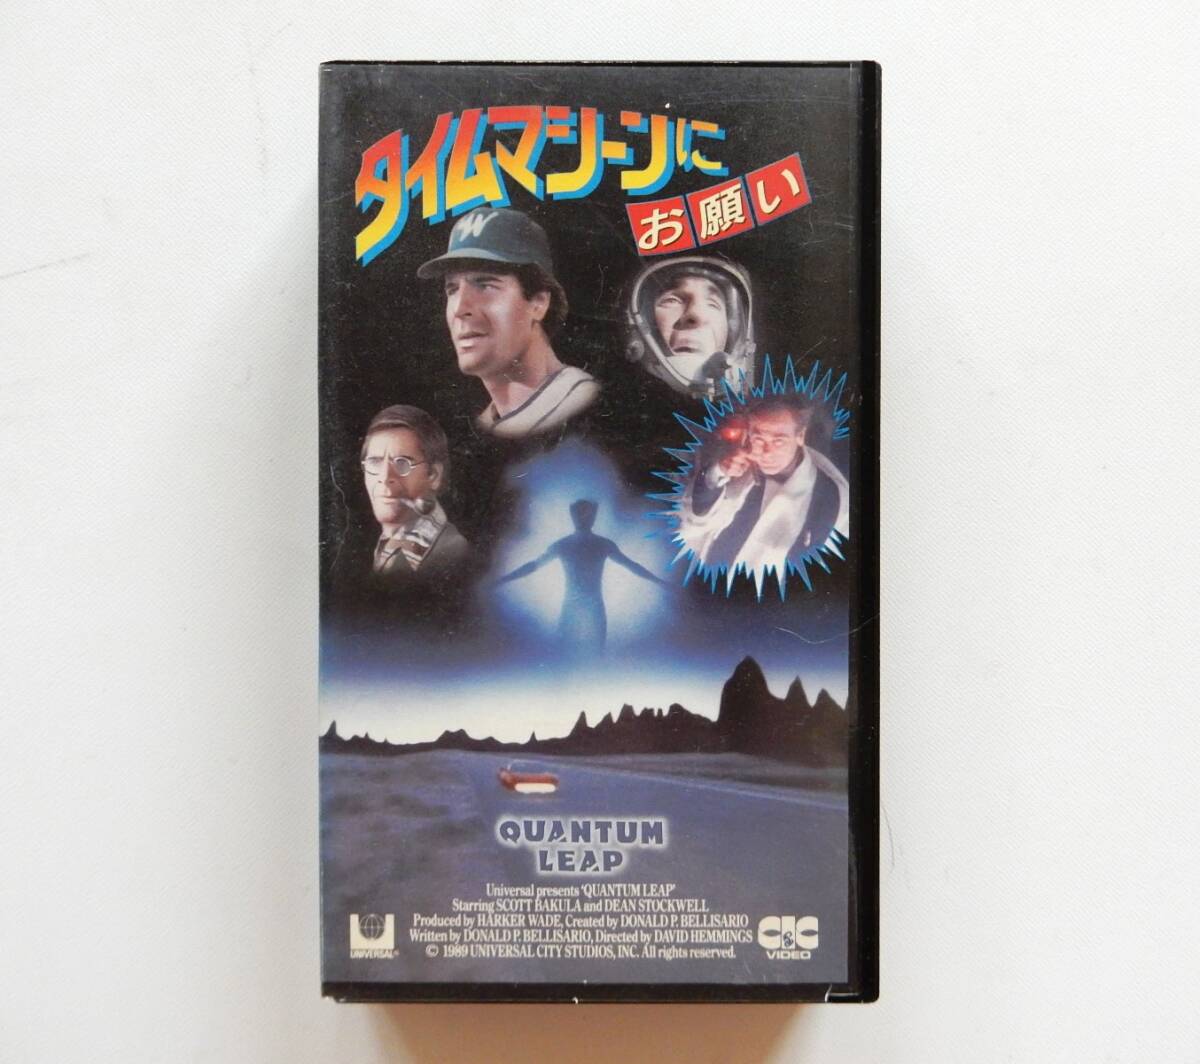 タイムマシーンに
お願い
W
QUANTUM
LEAP
Universal presents 'QUANTUM LEAP'
Starring SCOTT BAKULA and DEAN STOCKWELL
Produced by HARKER WADE, Created by DONALD P. BELLISARIO
Written by DONALD P. BELLISARIO, Directed by DAVID HEMMINGS
© 1989 UNIVERSAL CITY STUDIOS, INC. All rights reserved.
UNIVERSAL
CIC
VIDEO